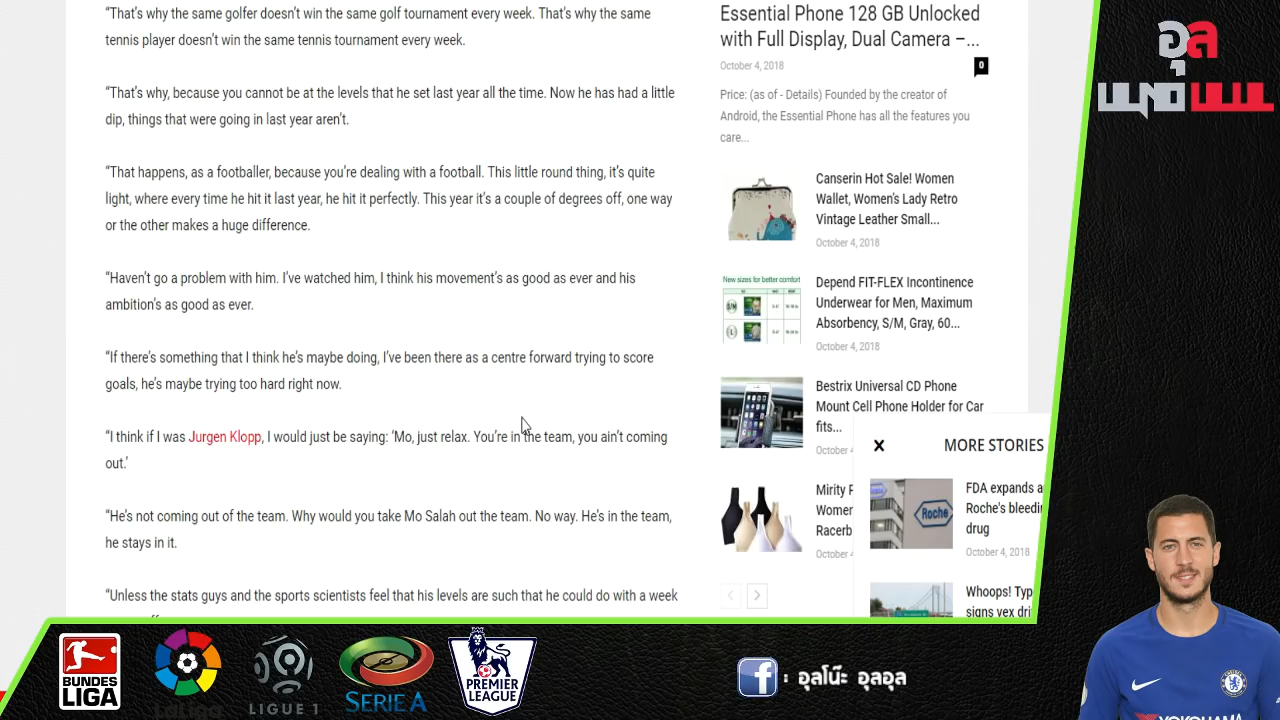 “That’s why the same golfer doesn’t win the same golf tournament every week. That’s why the same
tennis player doesn’t win the same tennis tournament every week.
“That’s why, because you cannot be at the levels that he set last year all the time. Now he has had a little
dip, things that were going in last year aren’t.
“That happens, as a footballer, because you’re dealing with a football. This little round thing, it’s quite
light, where every time he hit it last year, he hit it perfectly. This year it’s a couple of degrees off, one way
or the other makes a huge difference.
“Haven’t go a problem with him. I’ve watched him, I think his movement’s as good as ever and his
ambition’s as good as ever.
“If there’s something that I think he’s maybe doing, I’ve been there as a centre forward trying to score
goals, he’s maybe trying too hard right now.
“I think if I was Jurgen Klopp, I would just be saying: ‘Mo, just relax. You’re in the team, you ain’t coming
out.’
“He’s not coming out of the team. Why would you take Mo Salah out the team. No way. He’s in the team,
he stays in it.
“Unless the stats guys and the sports scientists feel that his levels are such that he could do with a week
Essential Phone 128 GB Unlocked
with Full Display, Dual Camera –...
October 4, 2018
0
Price: (as of - Details) Founded by the creator of
Android, the Essential Phone has all the features you
care...
Canserin Hot Sale! Women
Wallet, Women’s Lady Retro
Vintage Leather Small...
October 4, 2018
New sizes for better comfort
Depend FIT-FLEX Incontinence
Underwear for Men, Maximum
Absorbency, S/M, Gray, 60...
October 4, 2018
Bestrix Universal CD Phone
Mount Cell Phone Holder for Car
fits...
October 4
Mirity
Women
Racerb
October 4
MORE STORIES
FDA expands
Roche’s
drug
October 4, 2018
Roche
Whoops!
signs vex
อุล
BUNDES
LIGA
LaLiga
LIGUE 1
SERIE A
PREMIER
LEAGUE
: อุลโน๊ะ อุลอุล
YOKOHAMA